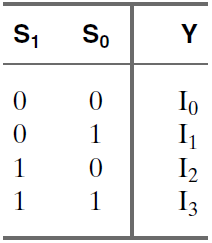 S₁ S₀ Y
0 0 I₀
0 1 I₁
1 0 I₂
1 1 I₃